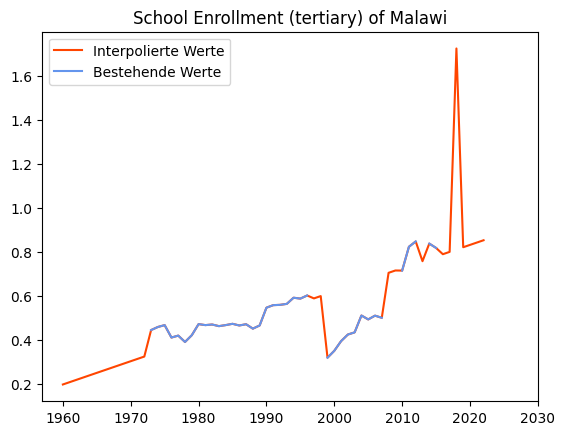 School Enrollment (tertiary) of Malawi
Interpolierte Werte
Bestehende Werte
1.6
1.4
1.2
1.0
0.8
0.6
0.4
0.2
1960 1970 1980 1990 2000 2010 2020 2030